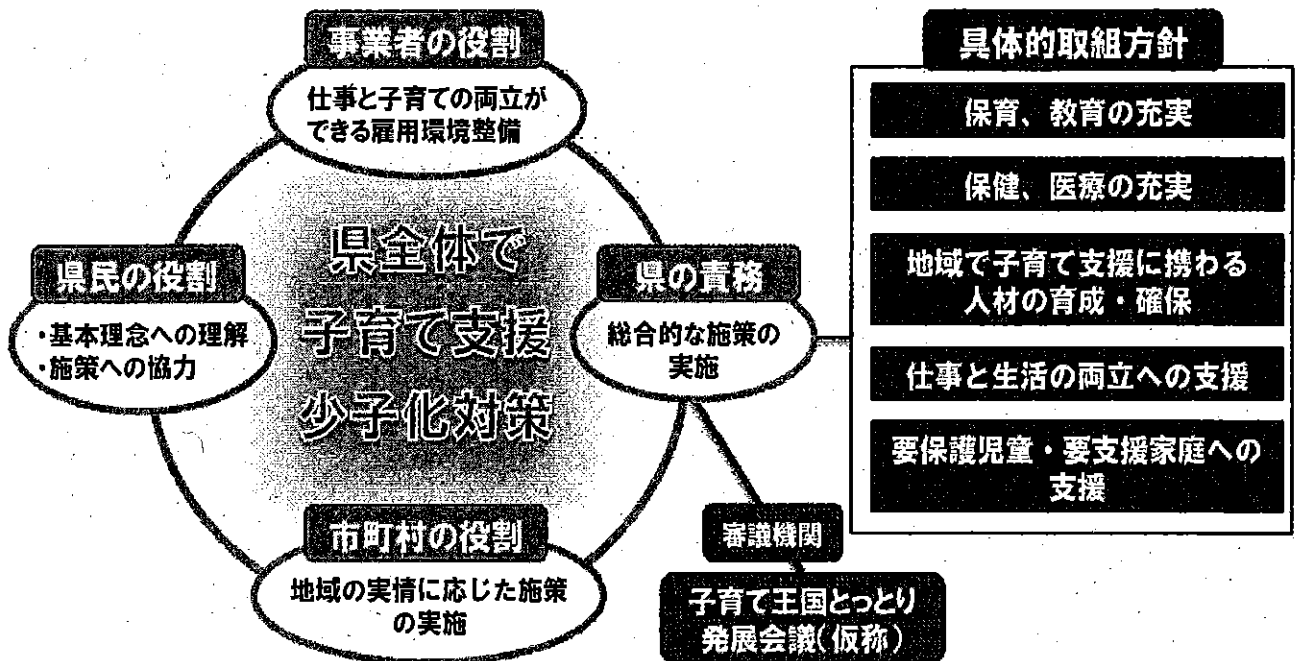 事業者の役割
仕事と子育ての両立が
できる雇用環境整備
県民の役割
・基本理念への理解
・施策への協力
県全体で
子育て支援
少子化対策
県の責務
総合的な施策の
実施
市町村の役割
地域の実情に応じた施策
の実施
審議機関
子育て王国とっとり
発展会議(仮称)
具体的取組方針
保育、教育の充実
保健、医療の充実
地域で子育て支援に携わる
人材の育成・確保
仕事と生活の両立への支援
要保護児童・要支援家庭への
支援